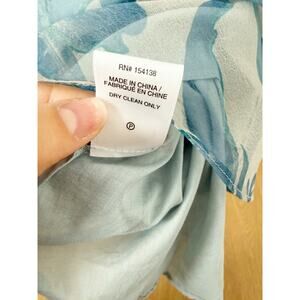 RN# 154138
MADE IN CHINA /
FABRIQUÉ EN CHINE
DRY CLEAN ONLY
P